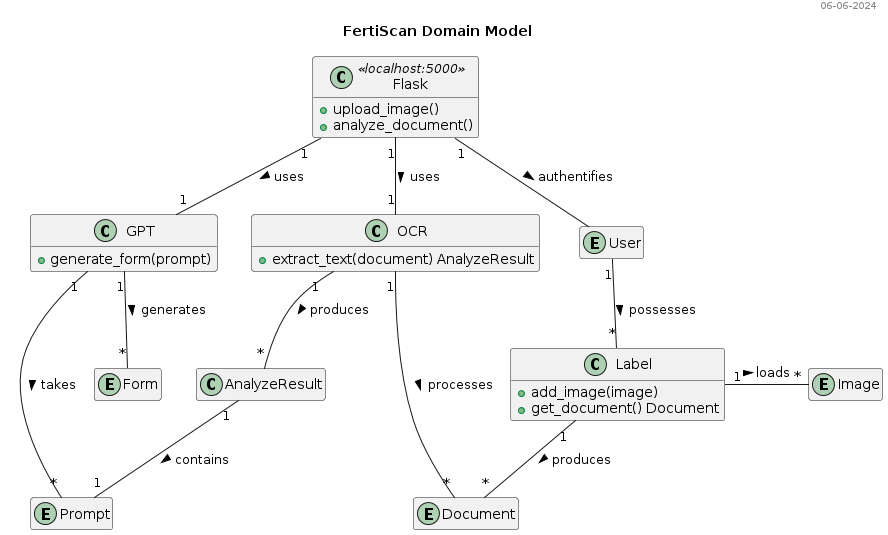 06-06-2024
FertiScan Domain Model
C «localhost:5000»
Flask
upload_image()
analyze_document()
1 1 1
uses uses authentifies
1 1
C GPT
generate_form(prompt)
C OCR
extract_text(document) AnalyzeResult
E User
1 1 1 1 1
generates produces possesses
* * *
C Label
add_image(image)
get_document() Document
1 loads *
E Image
E Form
C AnalyzeResult
takes processes
1 1
contains produces
* 1 * *
E Prompt
E Document